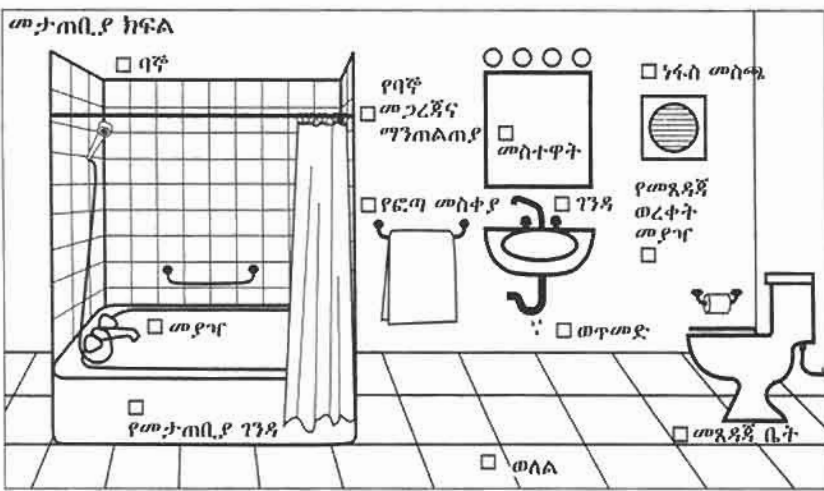 መታጠቢያ ክፍል
ባኞ
የባኞ
መጋረጃና
ማንጠልጠያ
መስተዋት
ነፋስ መስጫ
የፎጣ መስቀያ
ገንዳ
የመጸዳጃ
ወረቀት
መያዣ
መያዣ
ወጥመድ
የመታጠቢያ ገንዳ
መጸዳጃ ቤት
ወለል